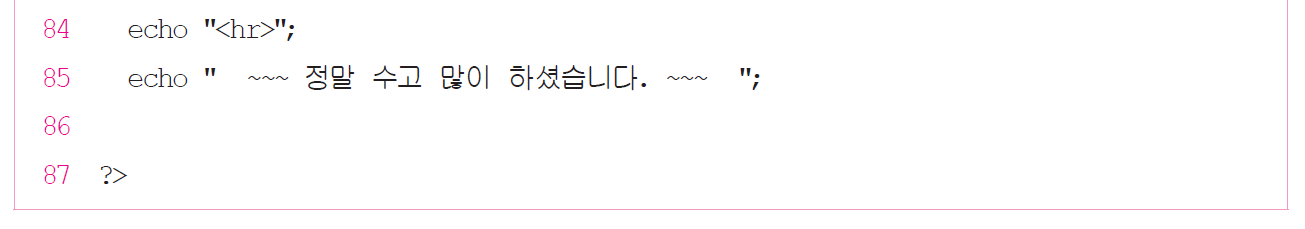 84 echo "<hr>";
85 echo "  ~~~ 정말 수고 많이 하셨습니다. ~~~  ";
86
87 ?>